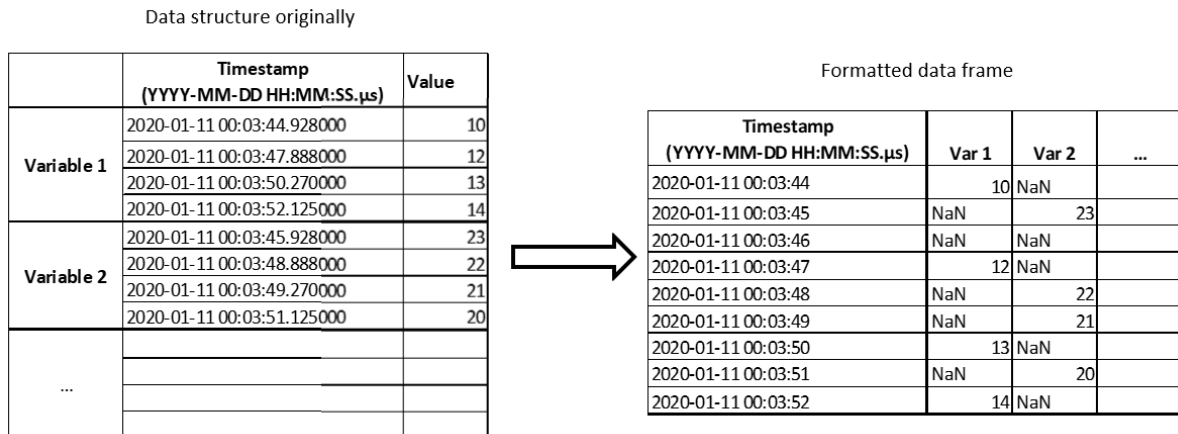 Data structure originally
Timestamp
(YYYY-MM-DD HH:MM:SS.µs) Value
Variable 1
2020-01-11 00:03:44.928000 10
2020-01-11 00:03:47.888000 12
2020-01-11 00:03:50.270000 13
2020-01-11 00:03:52.125000 14
Variable 2
2020-01-11 00:03:45.928000 23
2020-01-11 00:03:48.888000 22
2020-01-11 00:03:49.270000 21
2020-01-11 00:03:51.125000 20
...
Formatted data frame
Timestamp
(YYYY-MM-DD HH:MM:SS.µs) Var 1 Var 2 ...
2020-01-11 00:03:44 10 NaN
2020-01-11 00:03:45 NaN 23
2020-01-11 00:03:46 NaN NaN
2020-01-11 00:03:47 12 NaN
2020-01-11 00:03:48 NaN 22
2020-01-11 00:03:49 NaN 21
2020-01-11 00:03:50 13 NaN
2020-01-11 00:03:51 NaN 20
2020-01-11 00:03:52 14 NaN